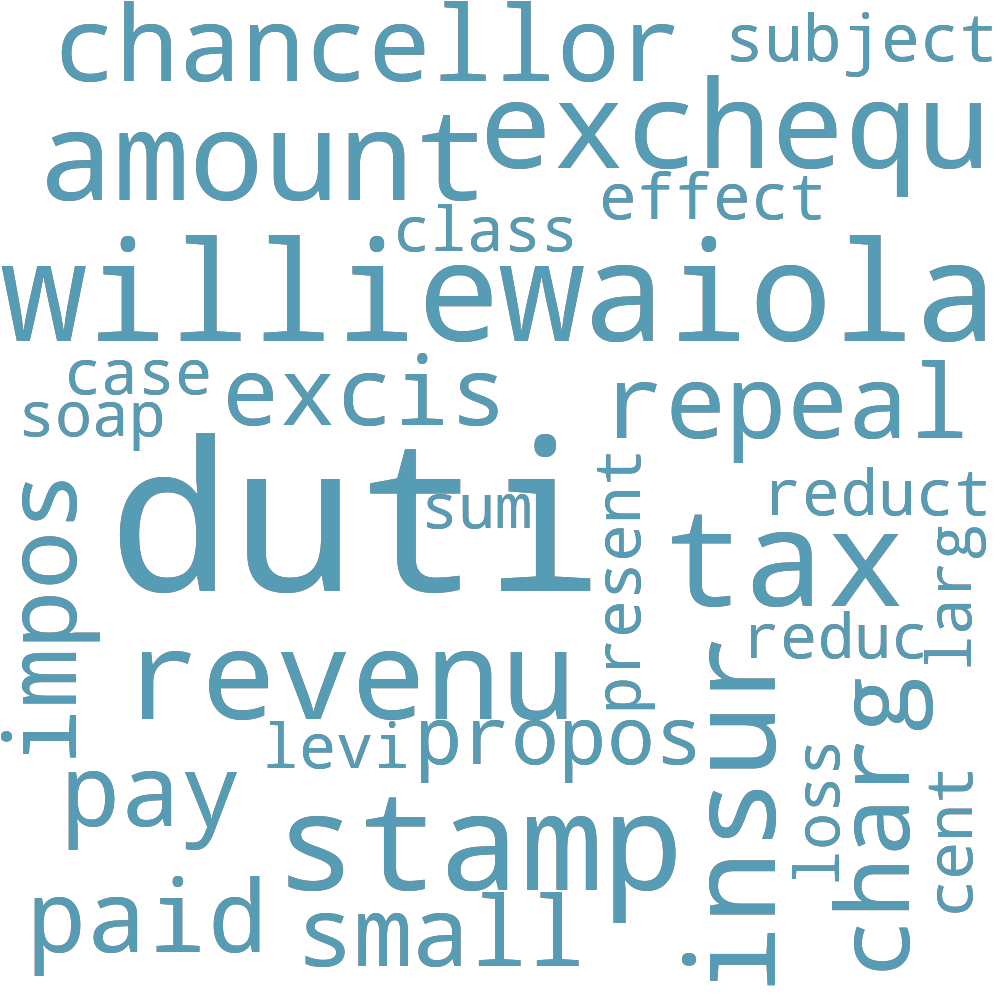 chancellor
subject
amount
exchequ
effect
class
williewaiola
case
excis
repeal
soap
duti
sum
present
reduct
tax
larg
impos
reduc
revenu
insur
charg
levi
propos
pay
loss
cent
stamp
paid
small